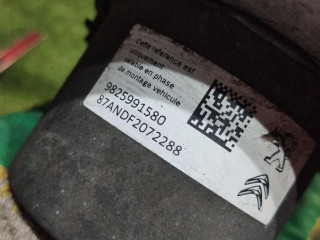 Cette référence est
uniquement
valable en phase
de montage véhicule
9825991580
87ANDF2072288